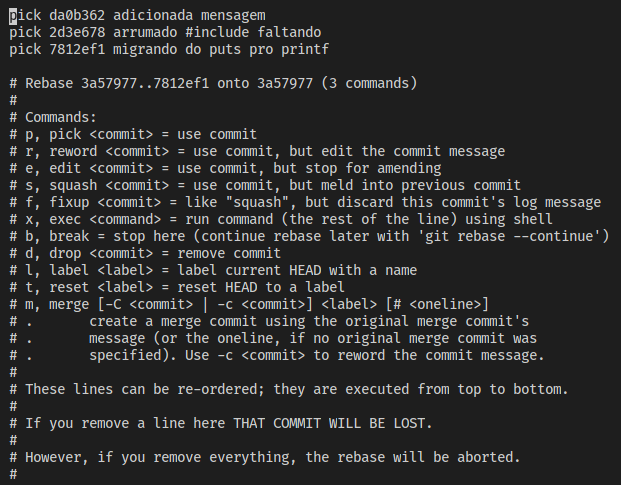 pick da0b362 adicionada mensagem
pick 2d3e678 arrumado #include faltando
pick 7812ef1 migrando do puts pro printf

# Rebase 3a57977..7812ef1 onto 3a57977 (3 commands)
#
# Commands:
# p, pick <commit> = use commit
# r, reword <commit> = use commit, but edit the commit message
# e, edit <commit> = use commit, but stop for amending
# s, squash <commit> = use commit, but meld into previous commit
# f, fixup <commit> = like "squash", but discard this commit's log message
# x, exec <command> = run command (the rest of the line) using shell
# b, break = stop here (continue rebase later with 'git rebase --continue')
# d, drop <commit> = remove commit
# l, label <label> = label current HEAD with a name
# t, reset <label> = reset HEAD to a label
# m, merge [-C <commit> | -c <commit>] <label> [# <oneline>]
# .       create a merge commit using the original merge commit's
# .       message (or the oneline, if no original merge commit was
# .       specified). Use -c <commit> to reword the commit message.
#
# These lines can be re-ordered; they are executed from top to bottom.
#
# If you remove a line here THAT COMMIT WILL BE LOST.
#
# However, if you remove everything, the rebase will be aborted.
#